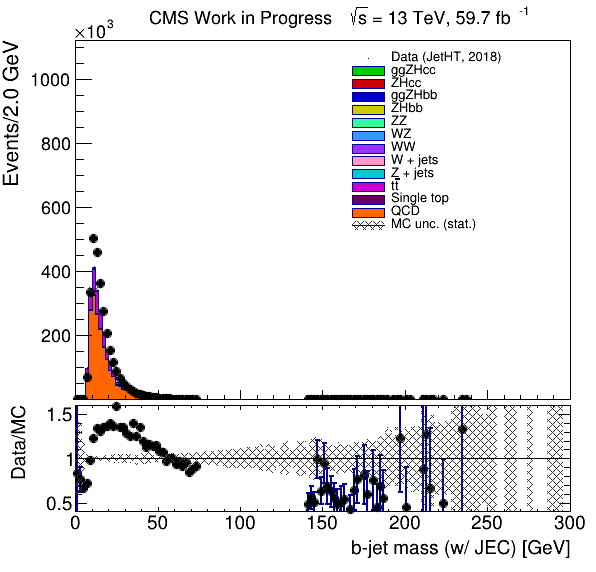 CMS Work in Progress √s = 13 TeV, 59.7 fb⁻¹
×10³
Events/2.0 GeV
1000
800
600
400
200
Data (JetHT, 2018)
ggZHcc
ZHcc
ggZHbb
ZHbb
ZZ
WZ
WW
W + jets
Z + jets
tt̅
Single top
QCD
MC unc. (stat.)
Data/MC
1.5
1
0.5
0 50 100 150 200 250 300
b-jet mass (w/ JEC) [GeV]